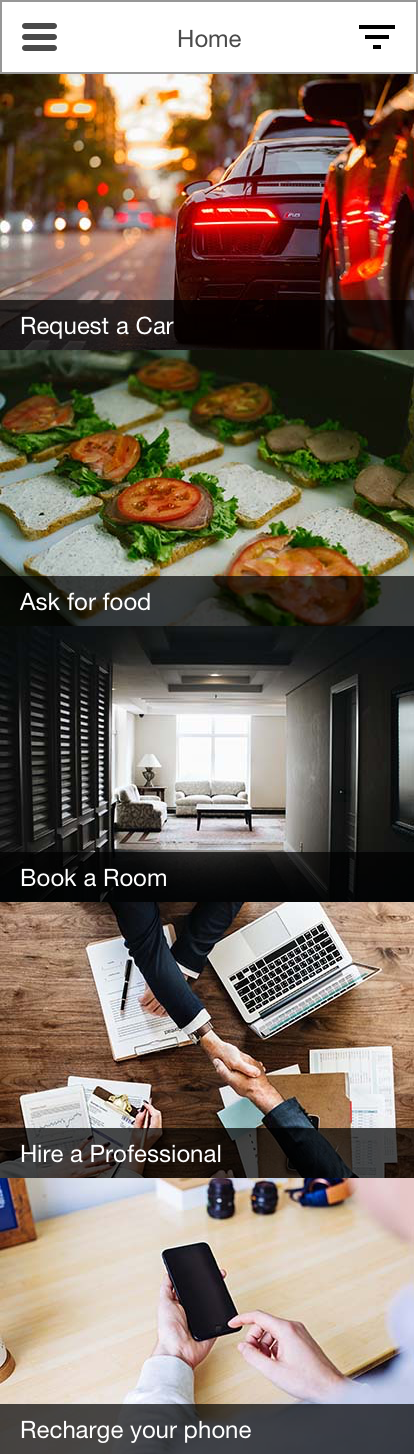 Home
Request a Car
Ask for food
Book a Room
Hire a Professional
Recharge your phone